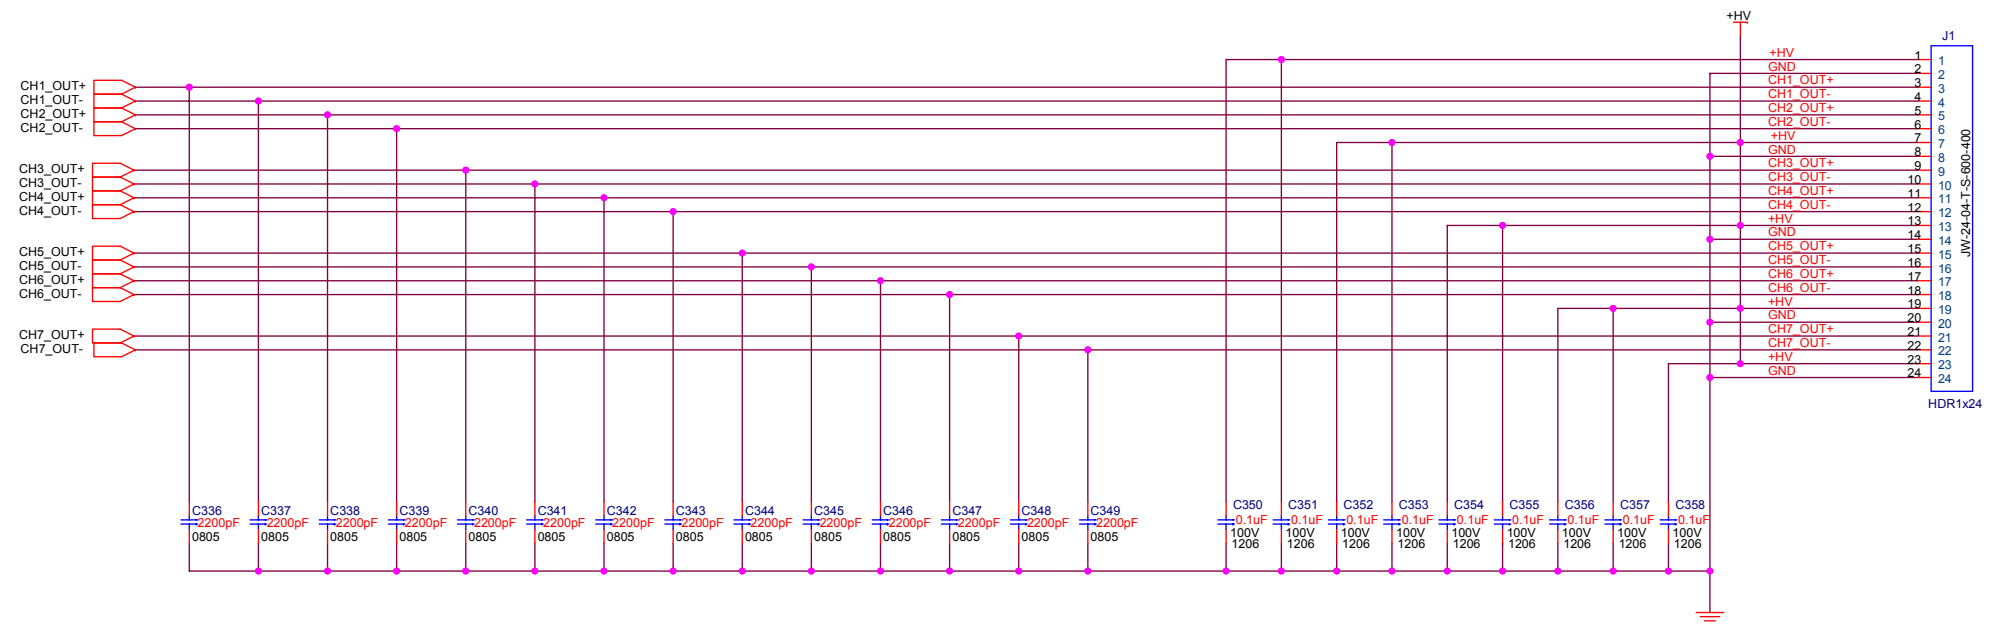 +HV
J1
+HV 1 1
GND 2 2
CH1_OUT+ CH1_OUT+ 3 3
CH1_OUT- CH1_OUT- 4 4
CH2_OUT+ CH2_OUT+ 5 5
CH2_OUT- CH2_OUT- 6 6
+HV 7 7
GND 8 8
CH3_OUT+ CH3_OUT+ 9 9
CH3_OUT- CH3_OUT- 10 10
CH4_OUT+ CH4_OUT+ 11 11
CH4_OUT- CH4_OUT- 12 12
+HV 13 13
GND 14 14
CH5_OUT+ CH5_OUT+ 15 15
CH5_OUT- CH5_OUT- 16 16
CH6_OUT+ CH6_OUT+ 17 17
CH6_OUT- CH6_OUT- 18 18
+HV 19 19
GND 20 20
CH7_OUT+ CH7_OUT+ 21 21
CH7_OUT- CH7_OUT- 22 22
+HV 23 23
GND 24 24
JW-24-04-T-S-600-400
HDR1x24
C336 C337 C338 C339 C340 C341 C342 C343 C344 C345 C346 C347 C348 C349 C350 C351 C352 C353 C354 C355 C356 C357 C358
2200pF 2200pF 2200pF 2200pF 2200pF 2200pF 2200pF 2200pF 2200pF 2200pF 2200pF 2200pF 2200pF 2200pF 0.1uF 0.1uF 0.1uF 0.1uF 0.1uF 0.1uF 0.1uF 0.1uF 0.1uF
0805 0805 0805 0805 0805 0805 0805 0805 0805 0805 0805 0805 0805 0805 100V 100V 100V 100V 100V 100V 100V 100V 100V
1206 1206 1206 1206 1206 1206 1206 1206 1206